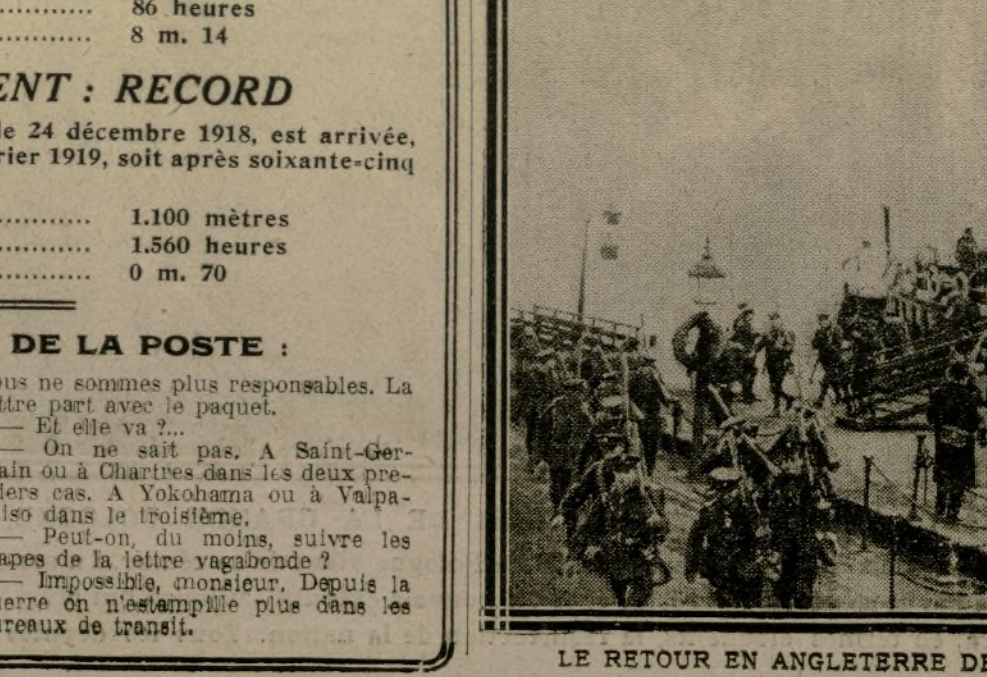 86 heures
8 m. 14
ENT : RECORD
le 24 décembre 1918, est arrivée,
rier 1919, soit après soixante=cinq
1.100 mètres
1.560 heures
0 m. 70
DE LA POSTE :
ous ne sommes plus responsables. La
ttre part avec le paquet.
— Et elle va ?...
— On ne sait pas. A Saint-Ger-
ain ou à Chartres dans les deux pre-
iers cas. A Yokohama ou à Valpa-
iso dans le troisième.
— Peut-on, du moins, suivre les
apes de la lettre vagabonde ?
— Impossible, monsieur. Depuis la
uerre on n'estampille plus dans les
ureaux de transit.
LE RETOUR EN ANGLETERRE DE